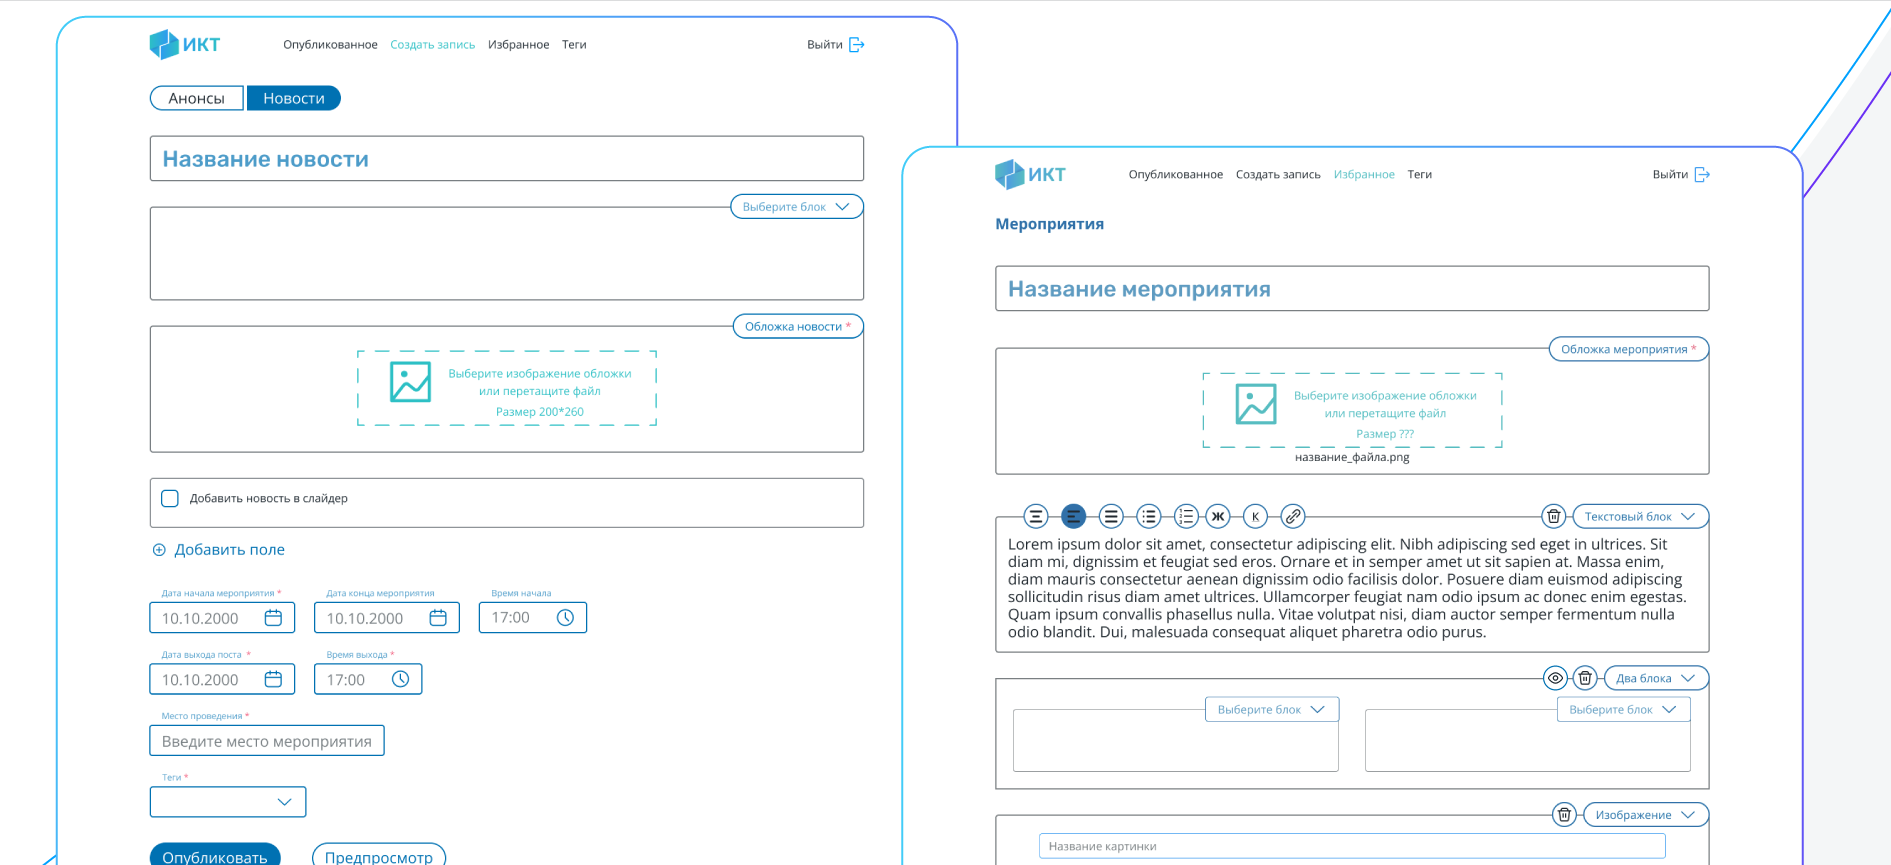 ИКТ
Опубликованное Создать запись Избранное Теги
Выйти
Анонсы Новости
Название новости
Выберите блок
Обложка новости *
Выберите изображение обложки
или перетащите файл
Размер 200*260
Добавить новость в слайдер
Добавить поле
Дата начала мероприятия * Дата конца мероприятия Время начала
10.10.2000 10.10.2000 17:00
Дата выхода поста * Время выхода *
10.10.2000 17:00
Место проведения *
Введите место мероприятия
Теги *
Опубликовать Предпросмотр
ИКТ
Опубликованное Создать запись Избранное Теги
Выйти
Мероприятия
Название мероприятия
Обложка мероприятия *
Выберите изображение обложки
или перетащите файл
Размер ???
название_файла.png
Ж К Текстовый блок
Lorem ipsum dolor sit amet, consectetur adipiscing elit. Nibh adipiscing sed eget in ultrices. Sit
diam mi, dignissim et feugiat sed eros. Ornare et in semper amet ut sit sapien at. Massa enim,
diam mauris consectetur aenean dignissim odio facilisis dolor. Posuere diam euismod adipiscing
sollicitudin risus diam amet ultrices. Ullamcorper feugiat nam odio ipsum ac donec enim egestas.
Quam ipsum convallis phasellus nulla. Vitae volutpat nisi, diam auctor semper fermentum nulla
odio blandit. Dui, malesuada consequat aliquet pharetra odio purus.
Два блока
Выберите блок Выберите блок
Изображение
Название картинки